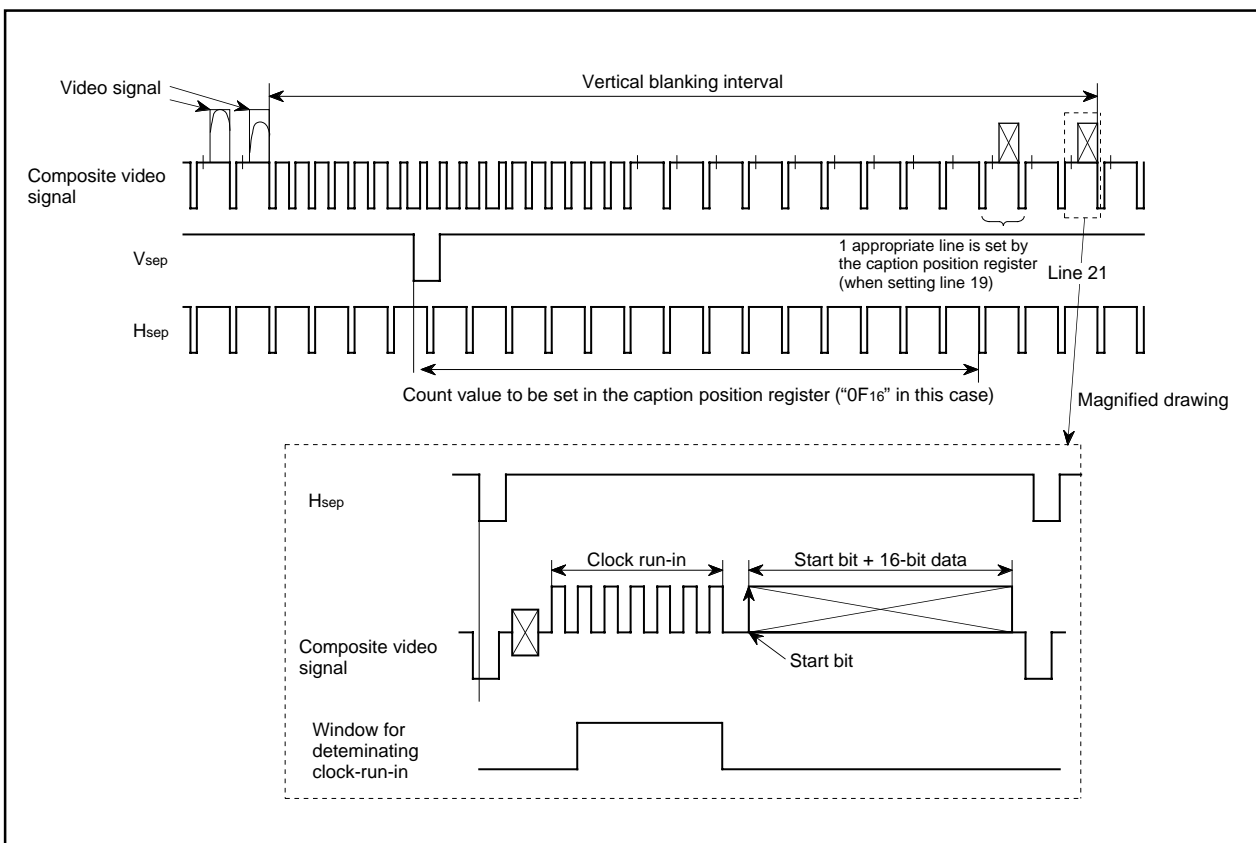 Video signal
Vertical blanking interval
Composite video
signal
Vsep
1 appropriate line is set by
the caption position register
(when setting line 19)
Line 21
Hsep
Count value to be set in the caption position register (“0F16” in this case)
Magnified drawing
Hsep
Clock run-in
Start bit + 16-bit data
Composite video
signal
Start bit
Window for
deteminating
clock-run-in